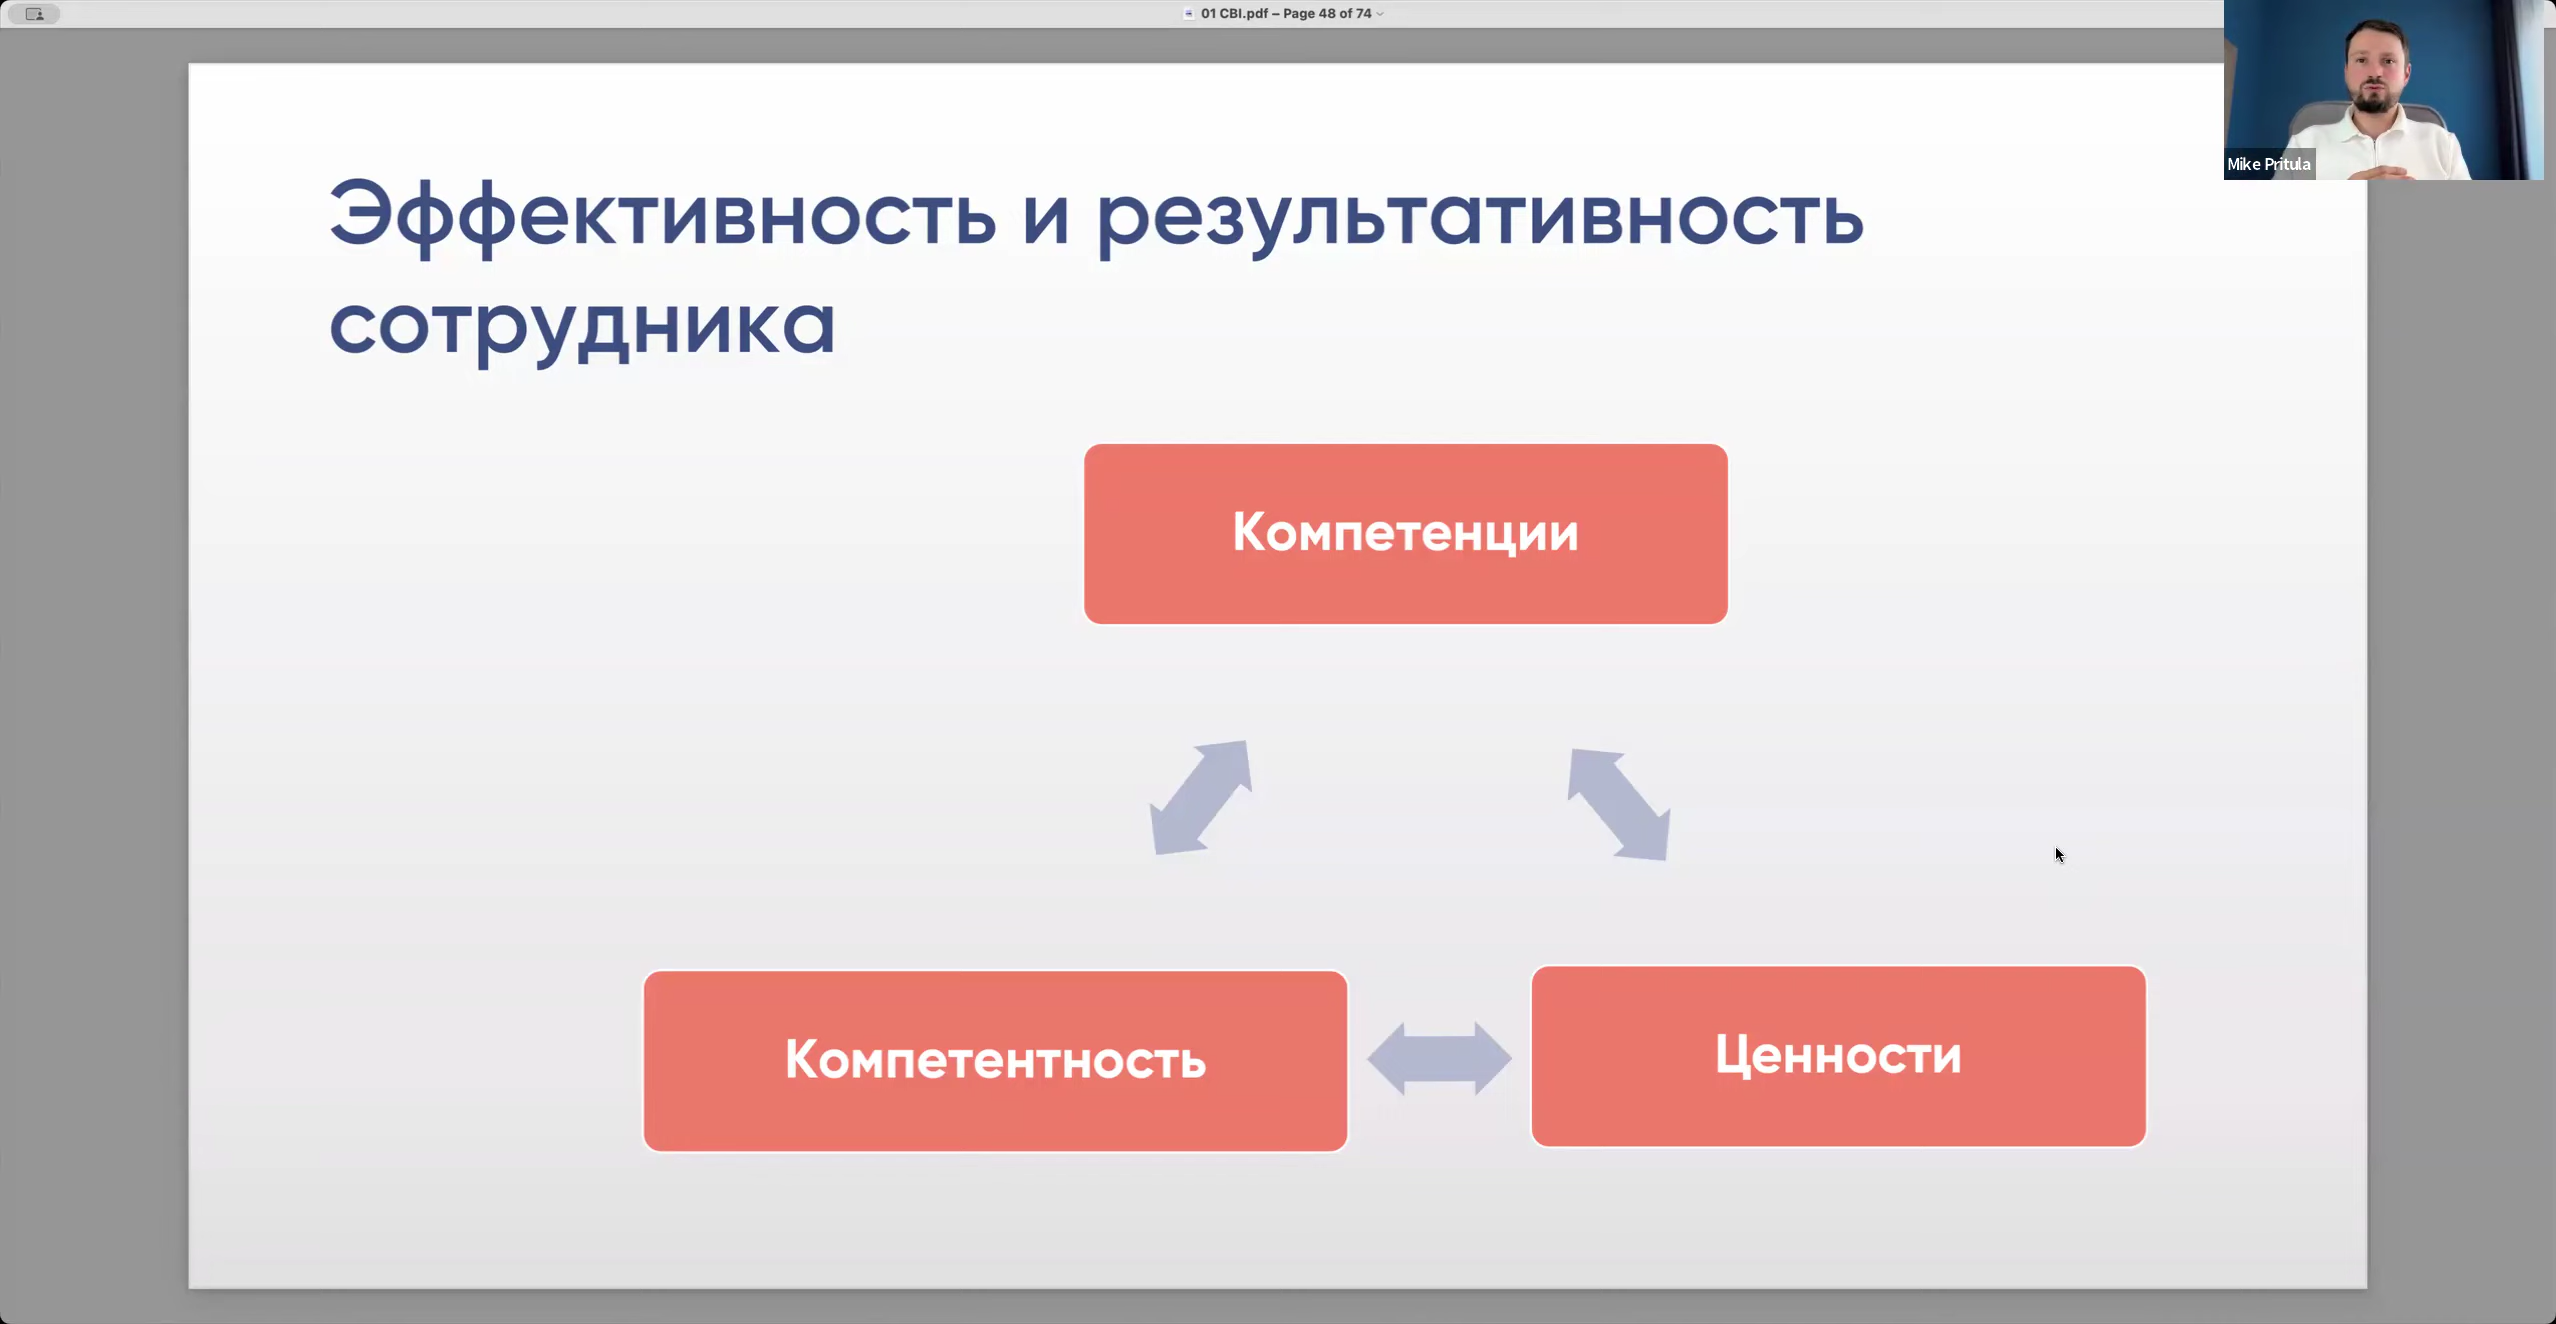 01 CBI.pdf – Page 48 of 74
Mike Pritula
Эффективность и результативность
сотрудника
Компетенции
Компетентность
Ценности